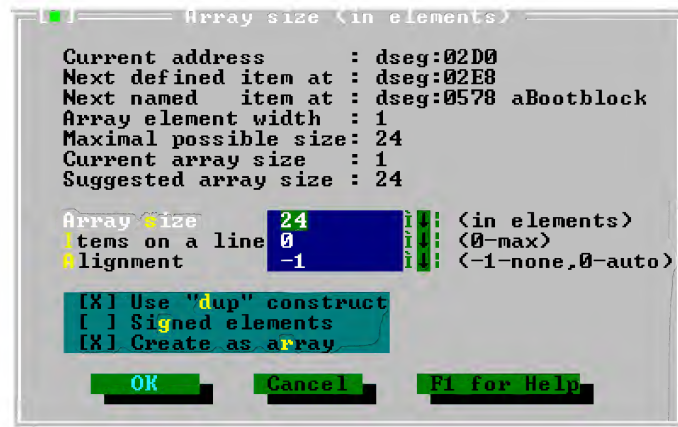 Array size (in elements)
Current address : dseg:02D0
Next defined item at : dseg:02E8
Next named item at : dseg:0578 aBootblock
Array element width : 1
Maximal possible size: 24
Current array size : 1
Suggested array size : 24
Array size 24 (in elements)
Items on a line 0 (0-max)
Alignment -1 (-1-none,0-auto)
[X] Use "dup" construct
[ ] Signed elements
[X] Create as array
OK Cancel F1 for Help